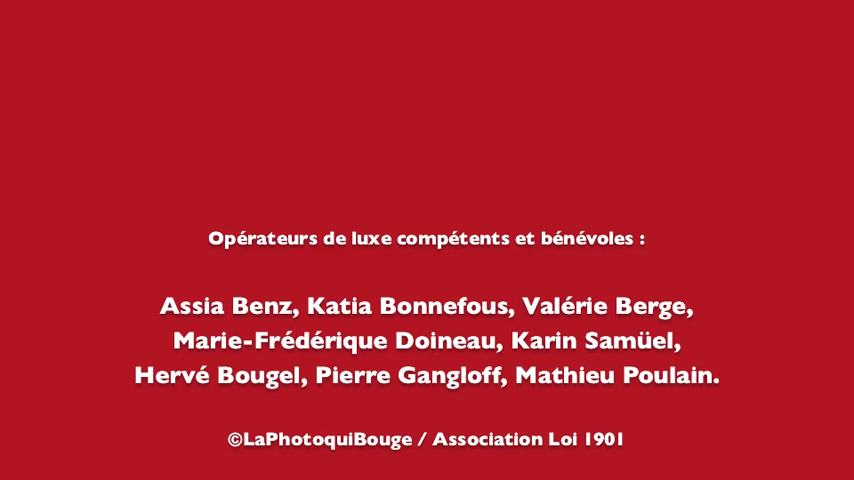 Opérateurs de luxe compétents et bénévoles :
Assia Benz, Katia Bonnefous, Valérie Berge,
Marie-Frédérique Doineau, Karin Samüel,
Hervé Bougel, Pierre Gangloff, Mathieu Poulain.
©LaPhotoquiBouge / Association Loi 1901